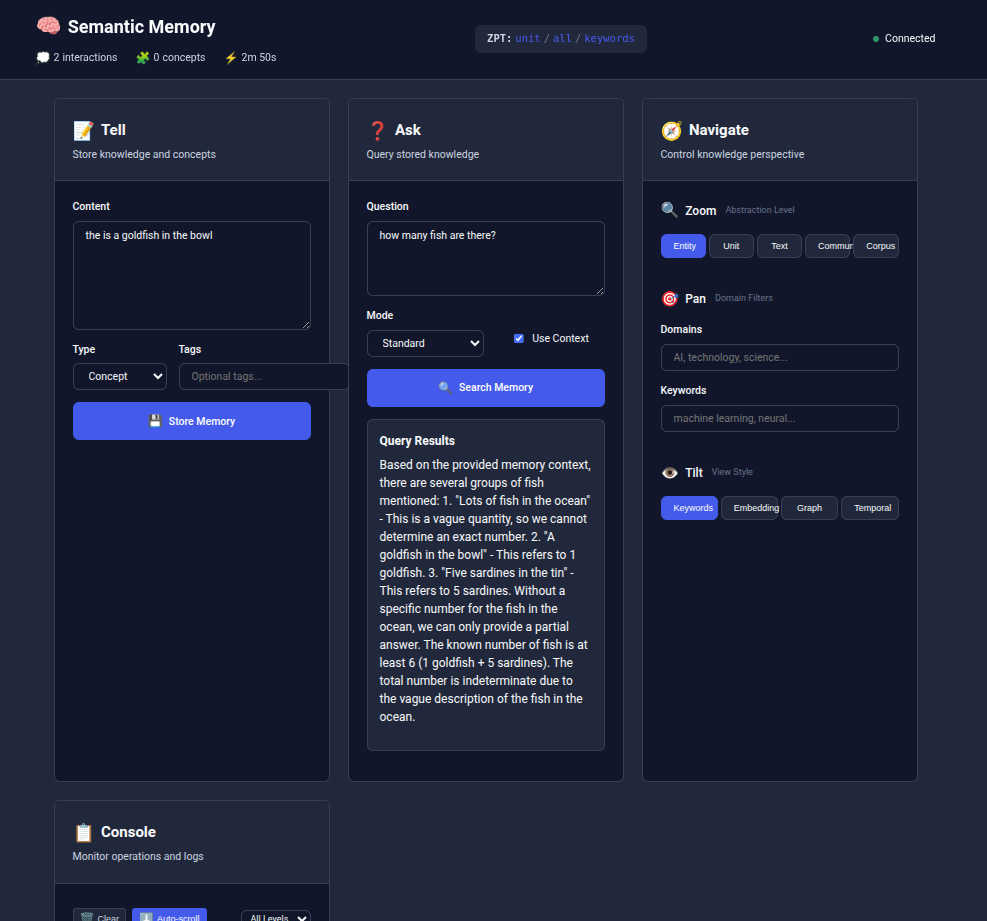 Semantic Memory
2 interactions
0 concepts
2m 50s
ZPT: unit / all / keywords
Connected
Tell
Store knowledge and concepts
Content
the is a goldfish in the bowl
Type
Tags
Concept
Optional tags...
Store Memory
Ask
Query stored knowledge
Question
how many fish are there?
Mode
Standard
Use Context
Search Memory
Query Results
Based on the provided memory context,
there are several groups of fish
mentioned: 1. "Lots of fish in the ocean"
- This is a vague quantity, so we cannot
determine an exact number. 2. "A
goldfish in the bowl" - This refers to 1
goldfish. 3. "Five sardines in the tin" -
This refers to 5 sardines. Without a
specific number for the fish in the
ocean, we can only provide a partial
answer. The known number of fish is at
least 6 (1 goldfish + 5 sardines). The
total number is indeterminate due to
the vague description of the fish in the
ocean.
Navigate
Control knowledge perspective
Zoom Abstraction Level
Entity
Unit
Text
Commun
Corpus
Pan Domain Filters
Domains
AI, technology, science...
Keywords
machine learning, neural...
Tilt View Style
Keywords
Embedding
Graph
Temporal
Console
Monitor operations and logs
Clear
Auto-scroll
All Levels